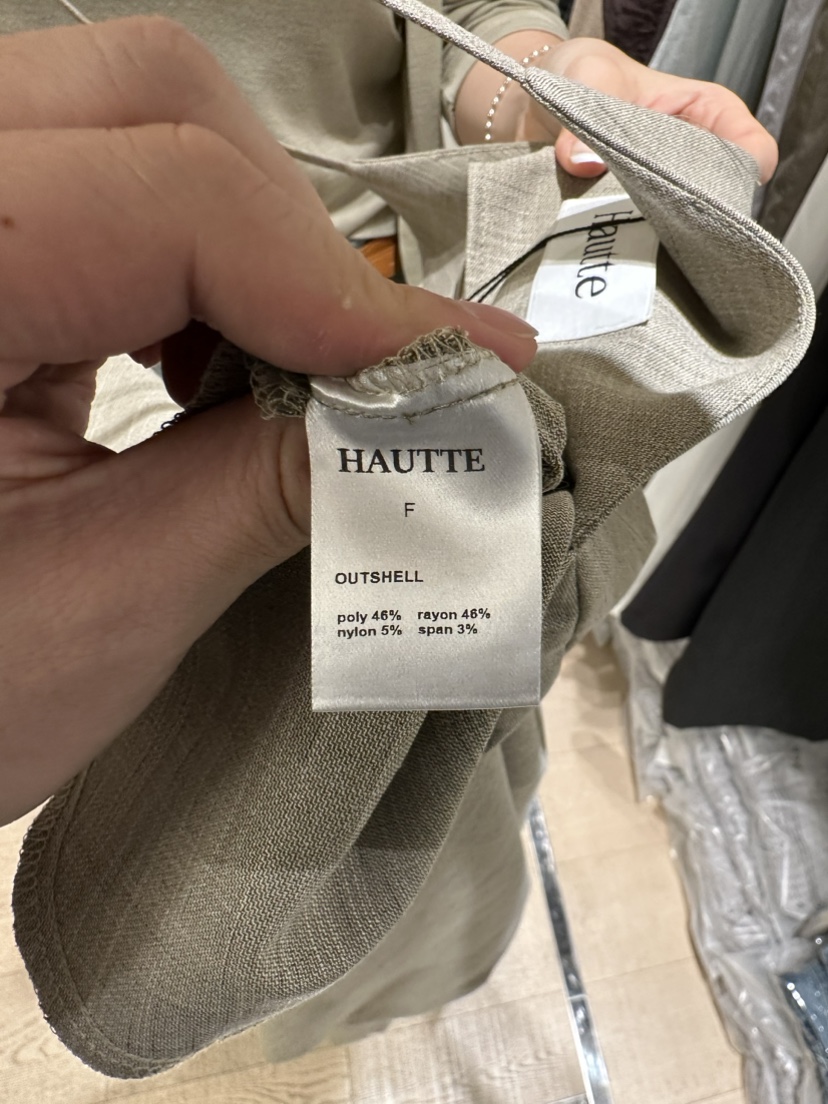 Hautte
HAUTTE
F
OUTSHELL
poly 46% rayon 46%
nylon 5% span 3%